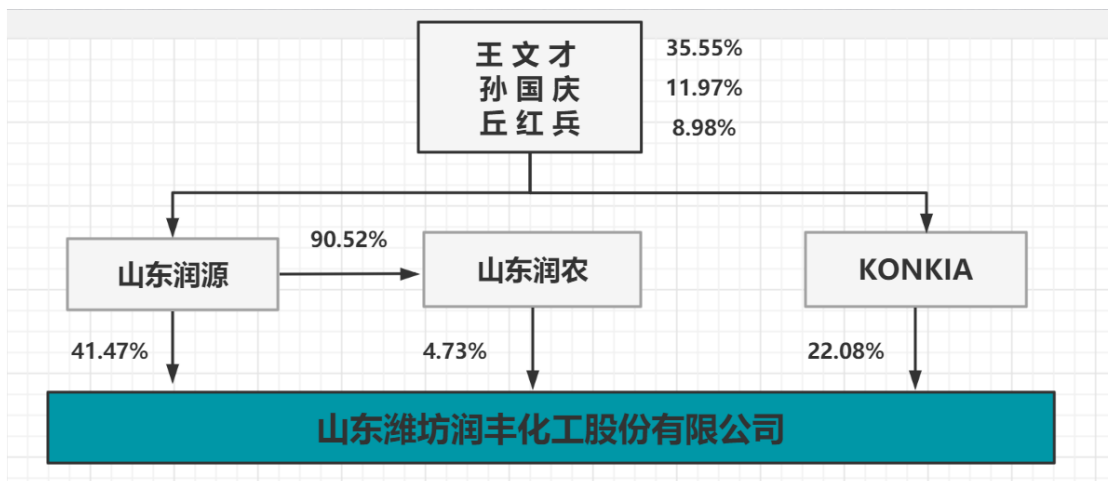 王文才 35.55%
孙国庆 11.97%
丘红兵 8.98%
90.52%
山东润源 山东润农 KONKIA
41.47% 4.73% 22.08%
山东潍坊润丰化工股份有限公司